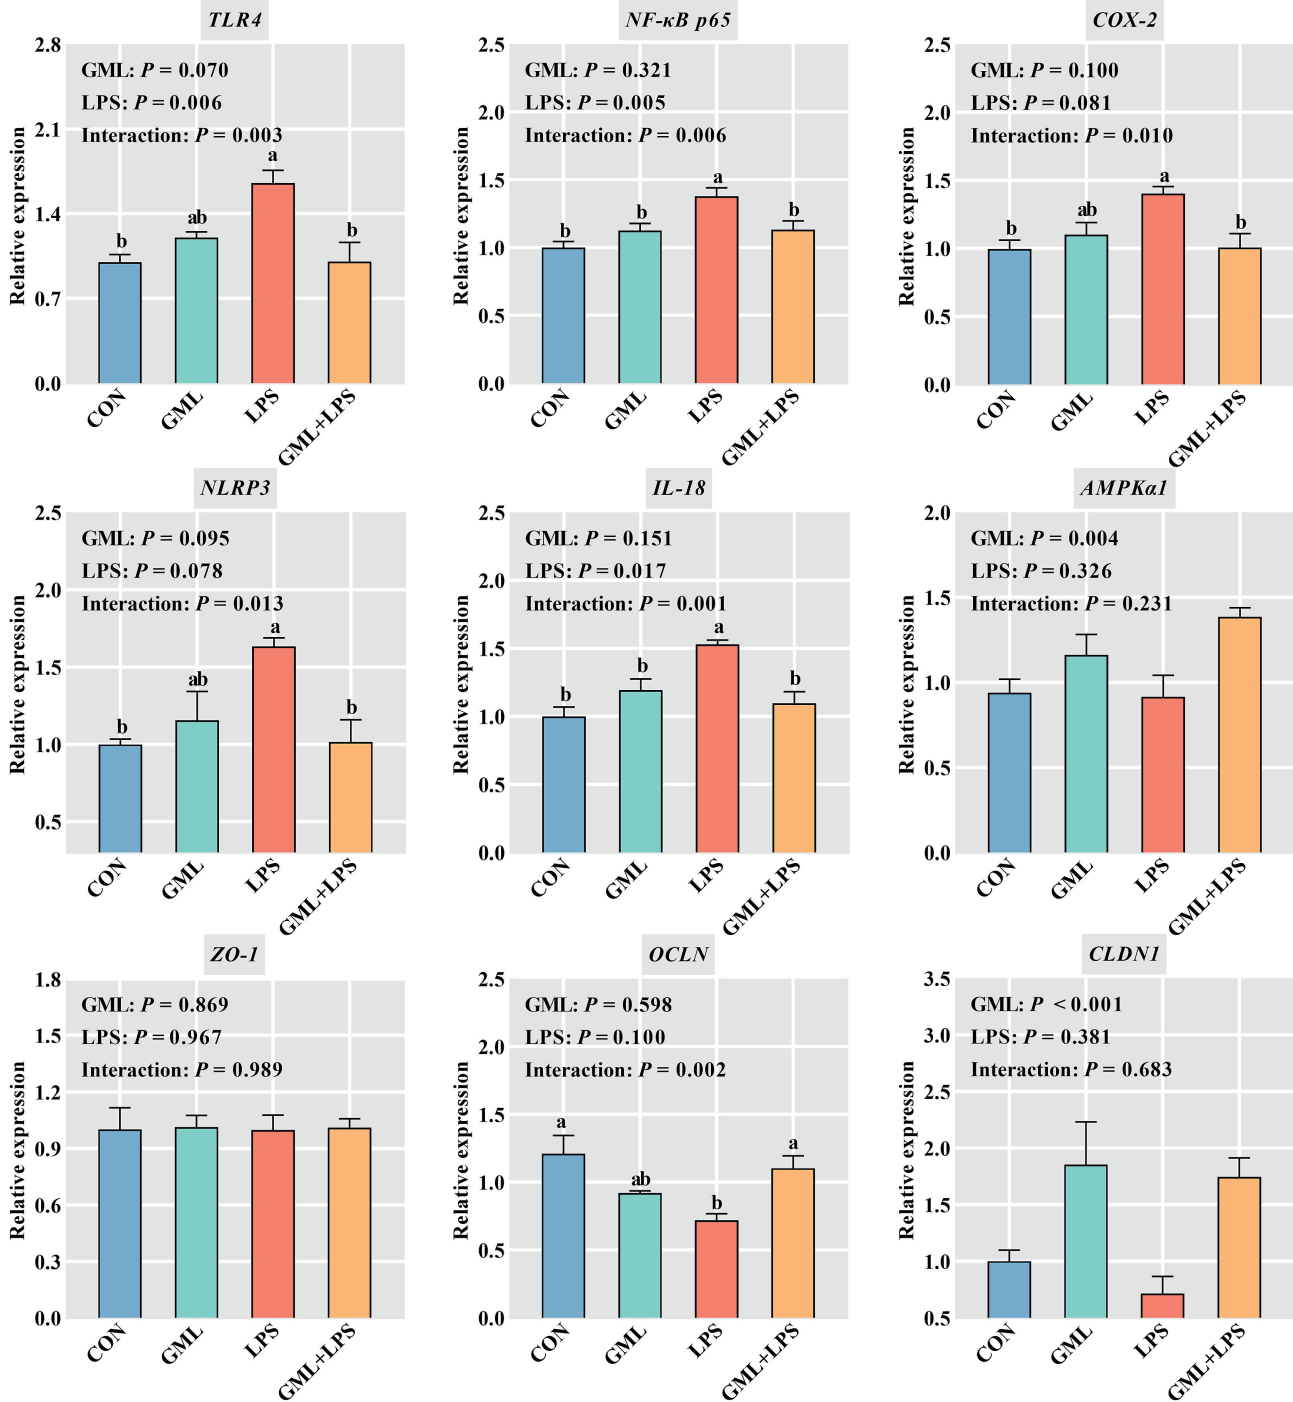 TLR4
2.8
GML: P = 0.070
LPS: P = 0.006
2.1
Interaction: P = 0.003
a
ab
1.4
b
b
0.7
0.0
Relative expression
CON
GML
LPS
GML+LPS
NF-κB p65
2.5
GML: P = 0.321
LPS: P = 0.005
2.0
Interaction: P = 0.006
a
1.5
b
b
b
1.0
0.5
0.0
Relative expression
CON
GML
LPS
GML+LPS
COX-2
2.5
GML: P = 0.100
LPS: P = 0.081
2.0
Interaction: P = 0.010
a
1.5
ab
b
b
1.0
0.5
0.0
Relative expression
CON
GML
LPS
GML+LPS
NLRP3
2.5
GML: P = 0.095
LPS: P = 0.078
2.0
Interaction: P = 0.013
a
1.5
ab
b
b
1.0
0.5
Relative expression
CON
GML
LPS
GML+LPS
IL-18
2.5
GML: P = 0.151
LPS: P = 0.017
2.0
Interaction: P = 0.001
a
1.5
b
b
b
1.0
0.5
0.0
Relative expression
CON
GML
LPS
GML+LPS
AMPKα1
2.0
GML: P = 0.004
LPS: P = 0.326
1.5
Interaction: P = 0.231
1.0
0.5
0.0
Relative expression
CON
GML
LPS
GML+LPS
ZO-1
1.8
GML: P = 0.869
LPS: P = 0.967
1.5
Interaction: P = 0.989
1.2
0.9
0.6
0.3
0.0
Relative expression
CON
GML
LPS
GML+LPS
OCLN
2.5
GML: P = 0.598
LPS: P = 0.100
2.0
Interaction: P = 0.002
1.5
a
a
ab
b
1.0
0.5
0.0
Relative expression
CON
GML
LPS
GML+LPS
CLDN1
3.5
GML: P < 0.001
LPS: P = 0.381
3.0
Interaction: P = 0.683
2.5
2.0
1.5
1.0
0.5
Relative expression
CON
GML
LPS
GML+LPS